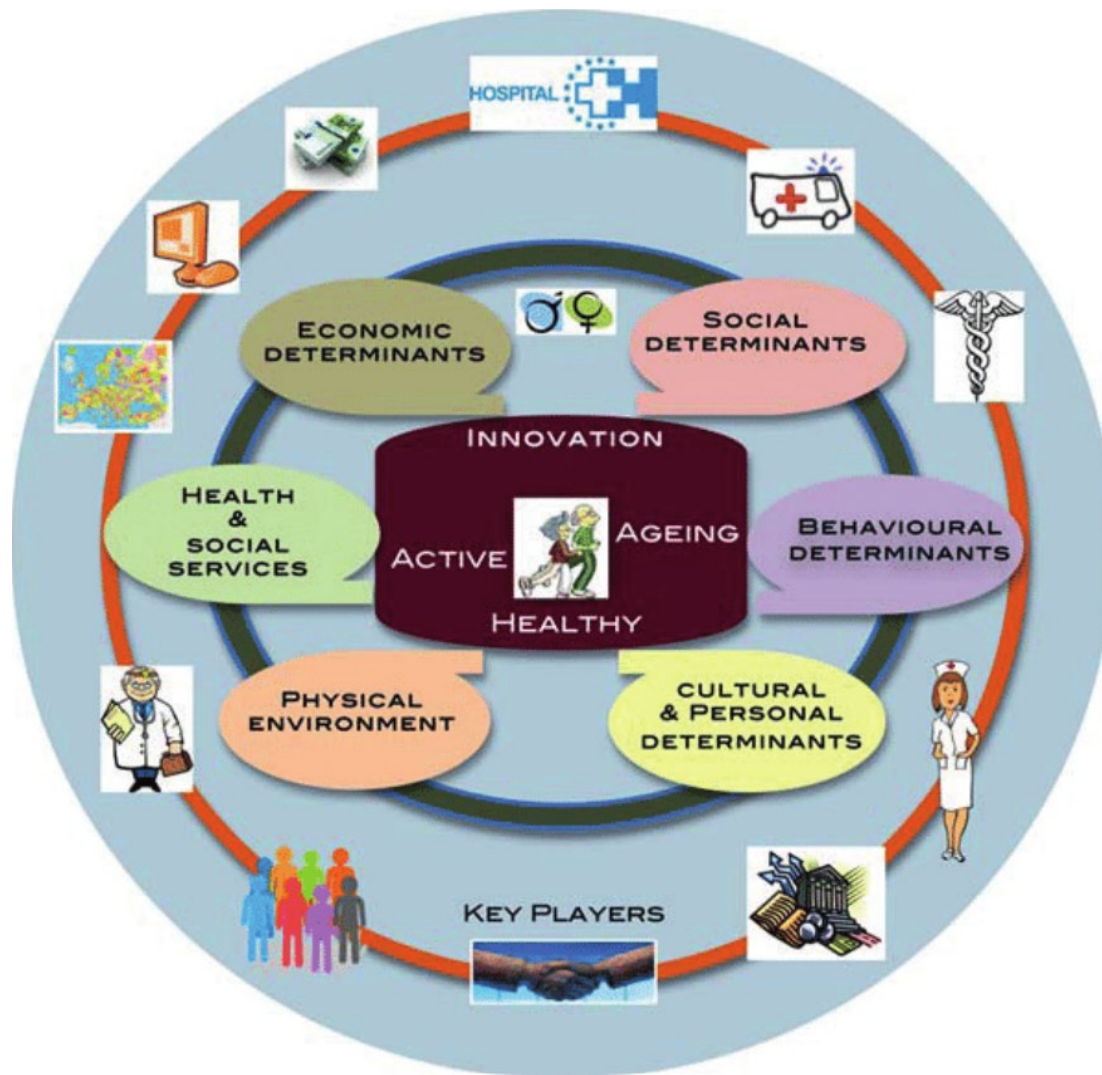 HOSPITAL
ECONOMIC
DETERMINANTS
SOCIAL
DETERMINANTS
INNOVATION
HEALTH
&
SOCIAL
SERVICES
ACTIVE
AGEING
HEALTHY
BEHAVIOURAL
DETERMINANTS
PHYSICAL
ENVIRONMENT
CULTURAL
& PERSONAL
DETERMINANTS
KEY PLAYERS